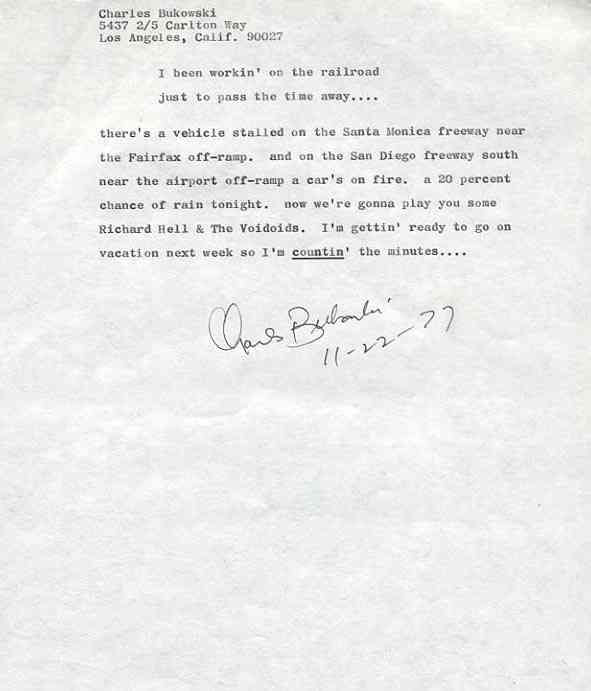 Charles Bukowski
5437 2/5 Carlton Way
Los Angeles, Calif. 90027
I been workin' on the railroad
just to pass the time away....
there's a vehicle stalled on the Santa Monica freeway near
the Fairfax off-ramp. and on the San Diego freeway south
near the airport off-ramp a car's on fire. a 20 percent
chance of rain tonight. now we're gonna play you some
Richard Hell & The Voidoids. I'm gettin' ready to go on
vacation next week so I'm countin' the minutes....
Charles Bukowski
11-22-77